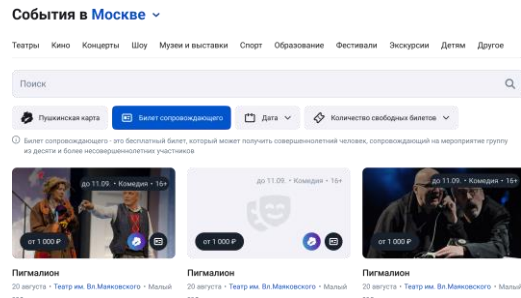 События в Москве
Театры Кино Концерты Шоу Музеи и выставки Спорт Образование Фестивали Экскурсии Детям Другое
Поиск
Пушкинская карта Билет сопровождающего Дата Количество свободных билетов
Билет сопровождающего - это бесплатный билет, который может получить совершеннолетний человек, сопровождающий на мероприятие группу
из десяти и более несовершеннолетних участников
до 11.09. • Комедия • 16+ до 11.09. • Комедия • 16+ до 11.09. • Комедия • 16+
от 1 000 ₽ от 1 000 ₽ от 1 000 ₽
Пигмалион Пигмалион Пигмалион
20 августа • Театр им. Вл.Маяковского • Малый 20 августа • Театр им. Вл.Маяковского • Малый 20 августа • Театр им. Вл.Маяковского • Малый